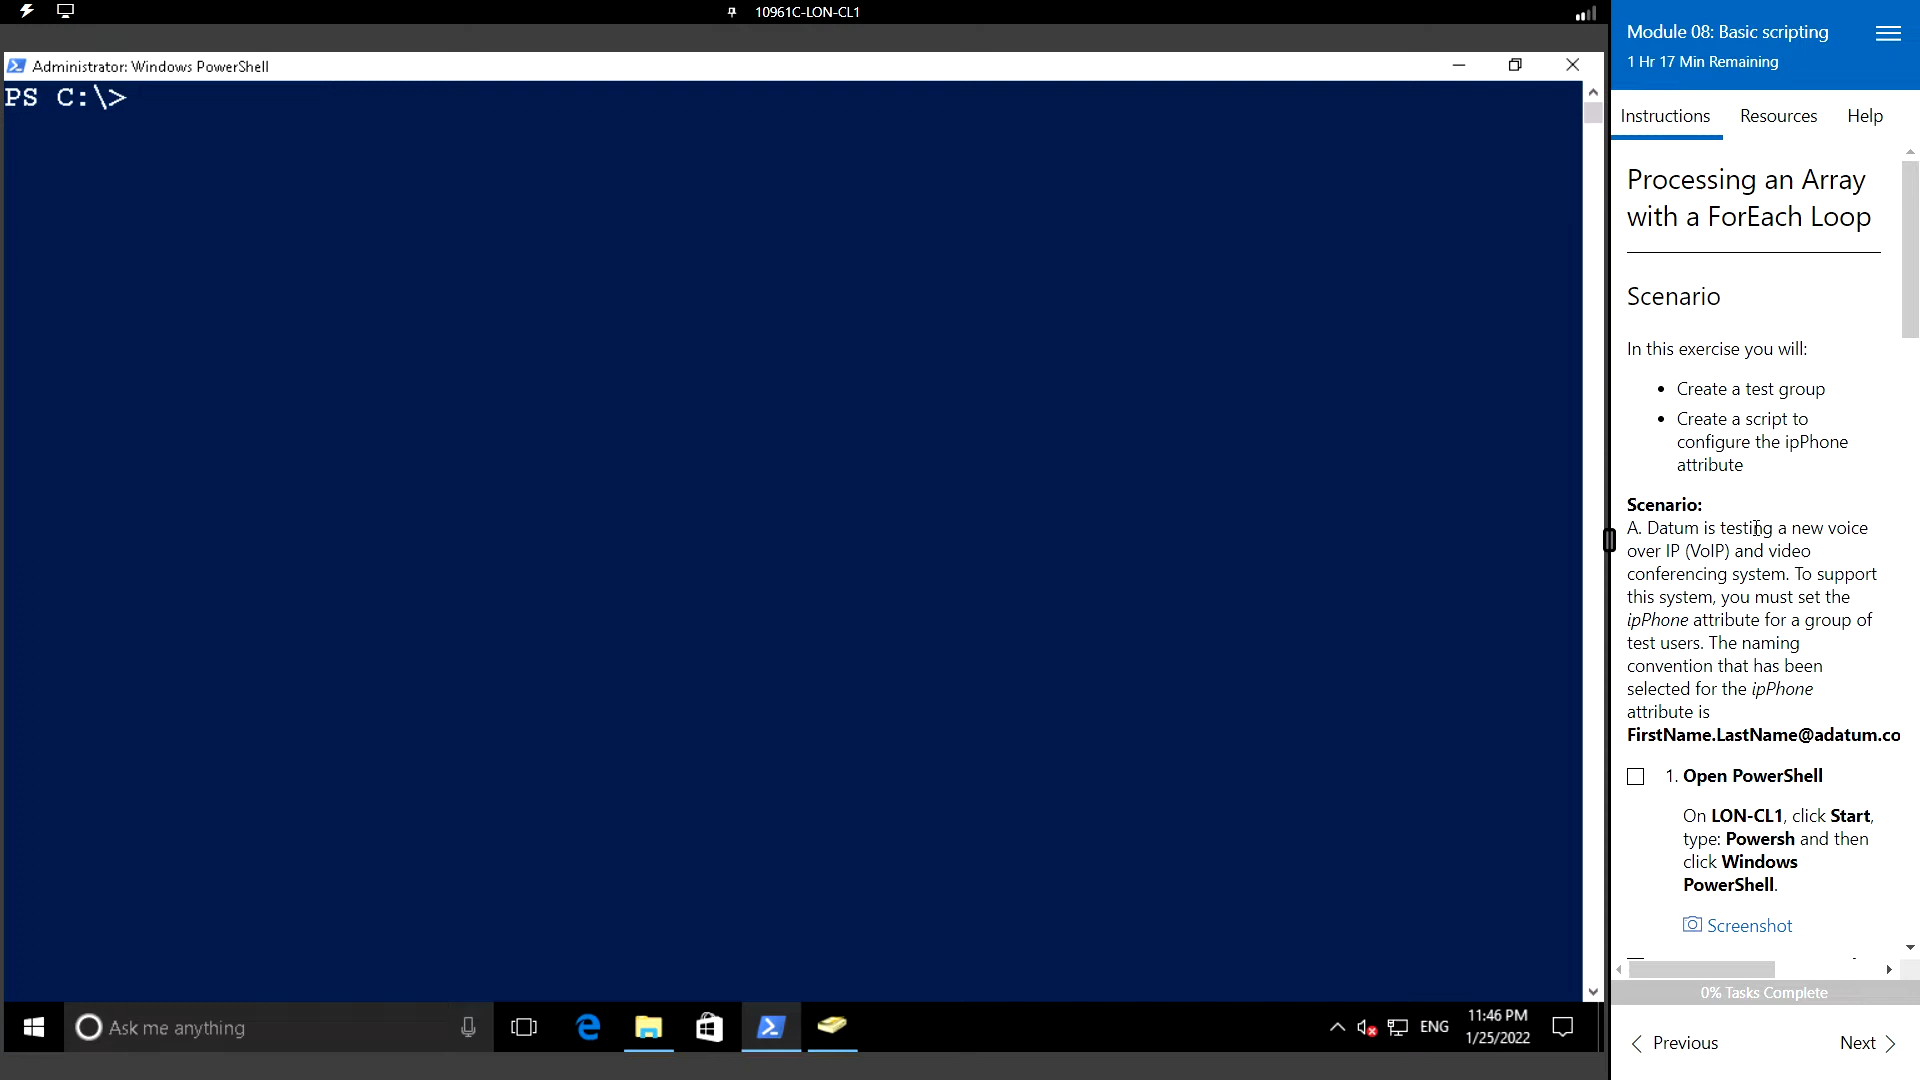 10961C-LON-CL1
Administrator: Windows PowerShell
PS C:\>
Ask me anything
ENG
11:46 PM
1/25/2022
Module 08: Basic scripting
1 Hr 17 Min Remaining
Instructions
Resources
Help
Processing an Array
with a ForEach Loop
Scenario
In this exercise you will:
• Create a test group
• Create a script to
configure the ipPhone
attribute
Scenario:
A. Datum is testing a new voice
over IP (VoIP) and video
conferencing system. To support
this system, you must set the
ipPhone attribute for a group of
test users. The naming
convention that has been
selected for the ipPhone
attribute is
FirstName.LastName@adatum.co
1. Open PowerShell
On LON-CL1, click Start,
type: Powersh and then
click Windows
PowerShell.
Screenshot
0% Tasks Complete
Previous
Next